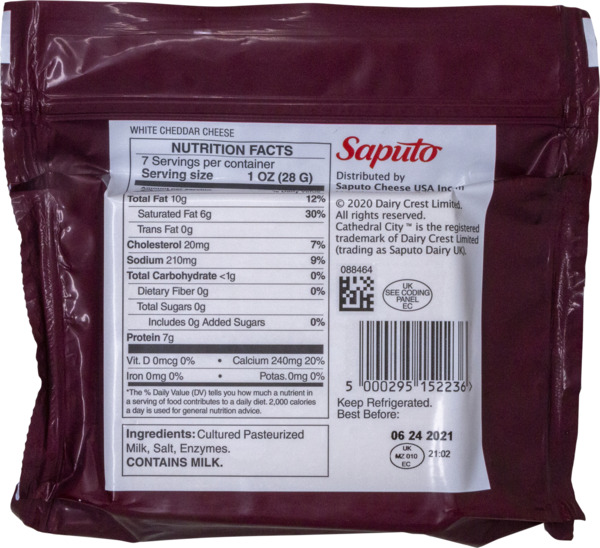 WHITE CHEDDAR CHEESE
NUTRITION FACTS
7 Servings per container
Serving size 1 OZ (28 G)
Total Fat 10g 12%
Saturated Fat 6g 30%
Trans Fat 0g
Cholesterol 20mg 7%
Sodium 210mg 9%
Total Carbohydrate <1g 0%
Dietary Fiber 0g 0%
Total Sugars 0g
Includes 0g Added Sugars 0%
Protein 7g
Vit. D 0mcg 0% • Calcium 240mg 20%
Iron 0mg 0% • Potas. 0mg 0%
*The % Daily Value (DV) tells you how much a nutrient in
a serving of food contributes to a daily diet. 2,000 calories
a day is used for general nutrition advice.
Ingredients: Cultured Pasteurized
Milk, Salt, Enzymes.
CONTAINS MILK.
Saputo
Distributed by
Saputo Cheese USA Inc
© 2020 Dairy Crest Limited.
All rights reserved.
Cathedral City™ is the registered
trademark of Dairy Crest Limited
(trading as Saputo Dairy UK).
088464
UK
SEE CODING
PANEL
EC
5 000295 152236
Keep Refrigerated.
Best Before:
06 24 2021
UK
MZ 010
EC
21:02